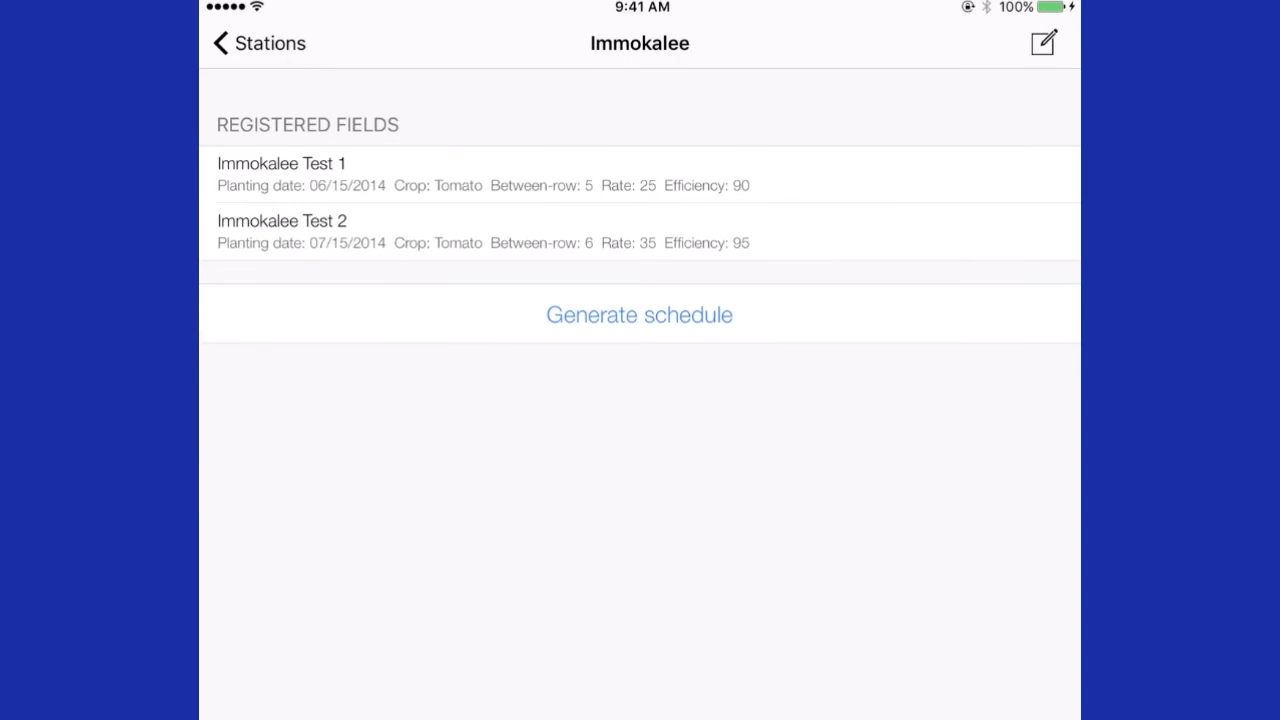 9:41 AM 100%
Stations Immokalee
REGISTERED FIELDS
Immokalee Test 1
Planting date: 06/15/2014 Crop: Tomato Between-row: 5 Rate: 25 Efficiency: 90
Immokalee Test 2
Planting date: 07/15/2014 Crop: Tomato Between-row: 6 Rate: 35 Efficiency: 95
Generate schedule